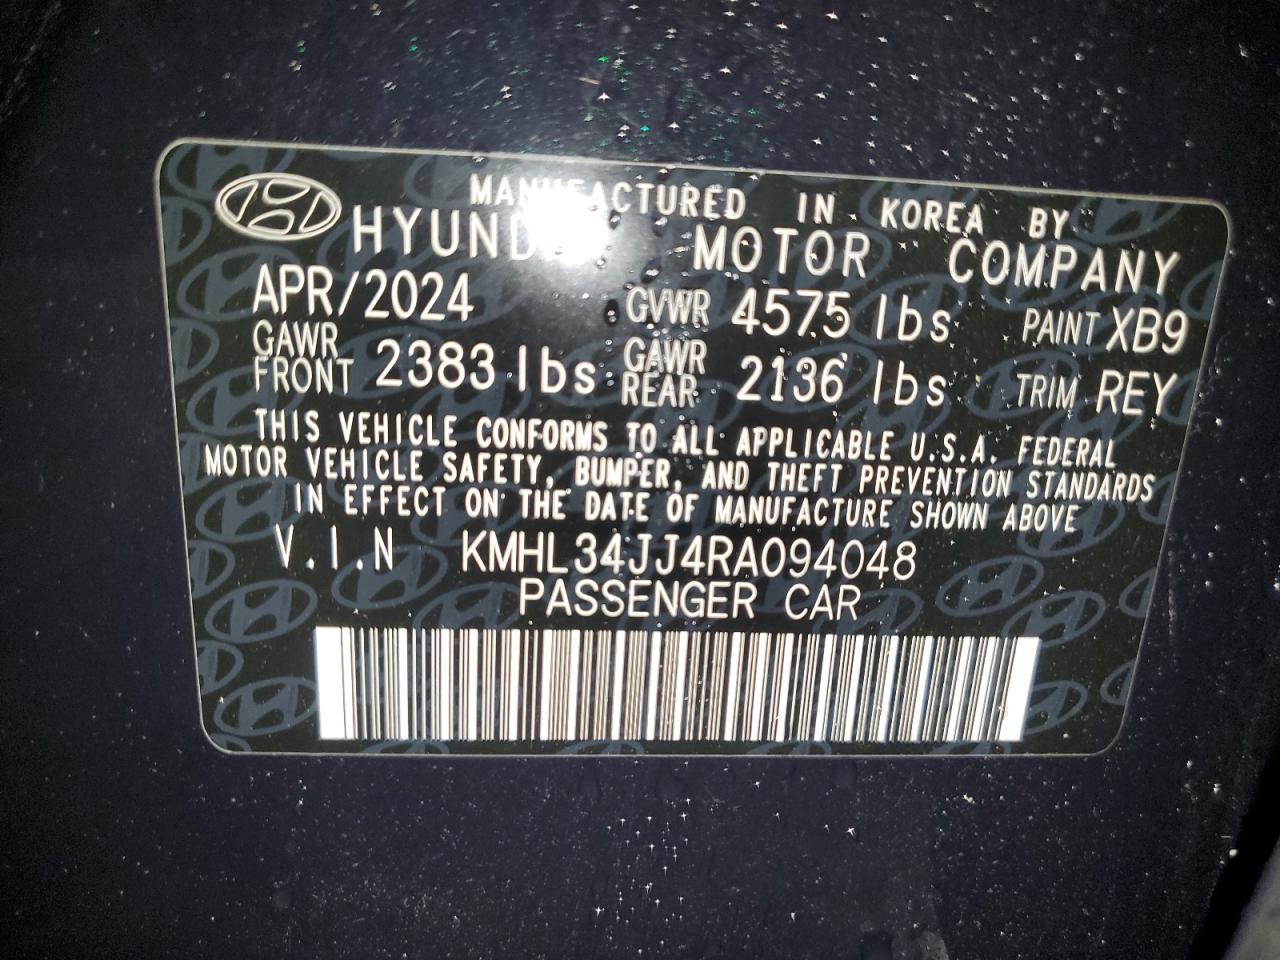 MANUFACTURED IN KOREA BY
HYUNDAI MOTOR COMPANY
APR/2024 GVWR 4575 lbs PAINT XB9
GAWR FRONT 2383 lbs GAWR REAR 2136 lbs TRIM REY
THIS VEHICLE CONFORMS TO ALL APPLICABLE U.S.A. FEDERAL
MOTOR VEHICLE SAFETY, BUMPER, AND THEFT PREVENTION STANDARDS
IN EFFECT ON THE DATE OF MANUFACTURE SHOWN ABOVE
V.I.N KMHL34JJ4RA094048
PASSENGER CAR